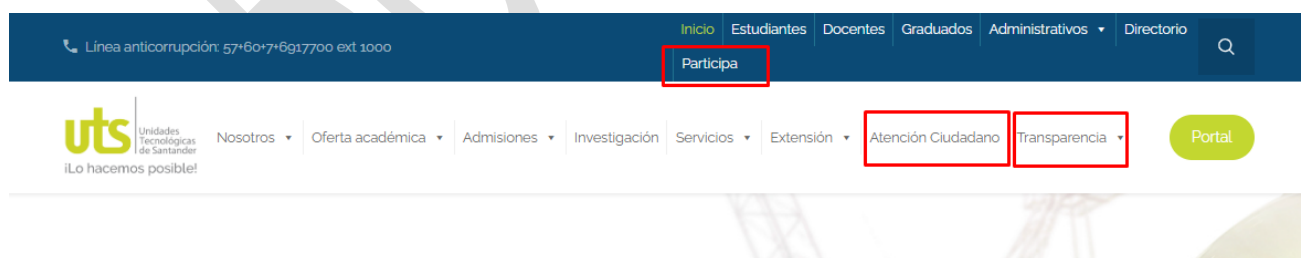 Línea anticorrupción: 57+60+7+6917700 ext 1000
Inicio Estudiantes Docentes Graduados Administrativos Directorio
Participa
uts Unidades
Tecnológicas
de Santander
¡Lo hacemos posible!
Nosotros Oferta académica Admisiones Investigación Servicios Extensión Atención Ciudadano Transparencia Portal